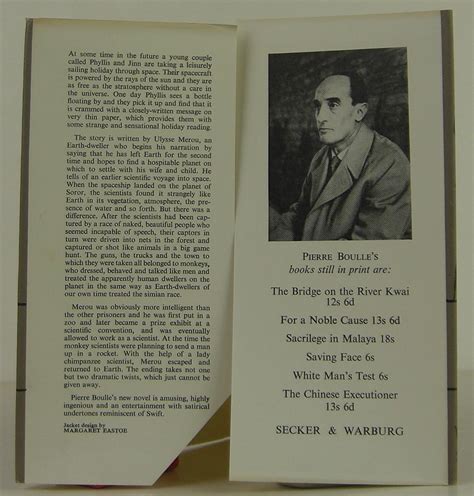 At some time in the future a young couple
called Phyllis and Jinn are taking a leisurely
sailing holiday through space. Their spacecraft
is powered by the rays of the sun and they are
as free as the stratosphere without a care in
the universe. One day Phyllis sees a bottle
floating by and they pick it up and find that it
is crammed with a closely-written message on
very thin paper, which provides them with
some strange and sensational holiday reading.
The story is written by Ulysse Merou, an
Earth-dweller who begins his narration by
saying that he has left Earth for the second
time and hopes to find a hospitable planet on
which to settle with his wife and child. He
tells of an earlier scientific voyage into space.
When the spaceship landed on the planet of
Soror, the scientists found it strangely like
Earth in its vegetation, atmosphere, the pres-
ence of water and so forth. But there was a
difference. After the scientists had been cap-
tured by a race of naked, beautiful people who
seemed incapable of speech, their captors in
turn were driven into nets in the forest and
captured or shot like animals in a big game
hunt. The guns, the trucks and the town to
which they were taken all belonged to monkeys,
who dressed, behaved and talked like men and
treated the apparently human dwellers on the
planet in the same way as Earth-dwellers of
our own time treated the simian race.
Merou was obviously more intelligent than
the other prisoners and he was first put in a
zoo and later became a prize exhibit at a
scientific convention, and was eventually
allowed to work as a scientist. At the time the
monkey scientists were planning to send a man
up in a rocket. With the help of a lady
chimpanzee scientist, Merou escaped and
returned to Earth. The ending takes not one
but two dramatic twists, which just cannot be
given away.
Pierre Boulle's new novel is amusing, highly
ingenious and an entertainment with satirical
undertones reminiscent of Swift.
Jacket design by
MARGARET EASTOE
PIERRE BOULLE'S
books still in print are:
The Bridge on the River Kwai
12s 6d
For a Noble Cause 13s 6d
Sacrilege in Malaya 18s
Saving Face 6s
White Man's Test 6s
The Chinese Executioner
13s 6d
SECKER & WARBURG